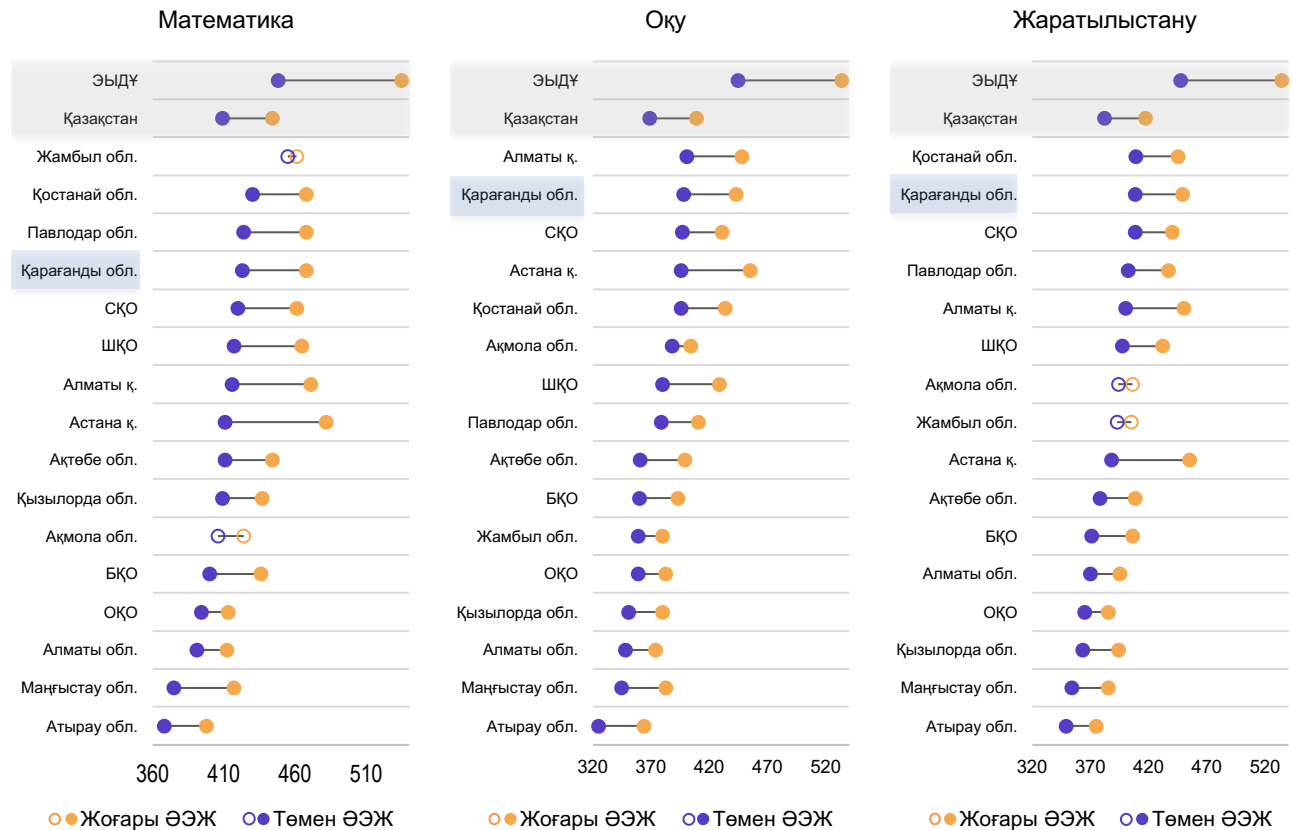 Математика
ЭЫДҰ
Қазақстан
Жамбыл обл.
Қостанай обл.
Павлодар обл.
Қарағанды обл.
СҚО
ШҚО
Алматы қ.
Астана қ.
Ақтөбе обл.
Қызылорда обл.
Ақмола обл.
БҚО
ОҚО
Алматы обл.
Маңғыстау обл.
Атырау обл.
360 410 460 510
Жоғары ӘЭЖ Төмен ӘЭЖ
Оқу
ЭЫДҰ
Қазақстан
Алматы қ.
Қарағанды обл.
СҚО
Астана қ.
Қостанай обл.
Ақмола обл.
ШҚО
Павлодар обл.
Ақтөбе обл.
БҚО
Жамбыл обл.
ОҚО
Қызылорда обл.
Алматы обл.
Маңғыстау обл.
Атырау обл.
320 370 420 470 520
Жоғары ӘЭЖ Төмен ӘЭЖ
Жаратылыстану
ЭЫДҰ
Қазақстан
Қостанай обл.
Қарағанды обл.
СҚО
Павлодар обл.
Алматы қ.
ШҚО
Ақмола обл.
Жамбыл обл.
Астана қ.
Ақтөбе обл.
БҚО
Алматы обл.
ОҚО
Қызылорда обл.
Маңғыстау обл.
Атырау обл.
320 370 420 470 520
Жоғары ӘЭЖ Төмен ӘЭЖ